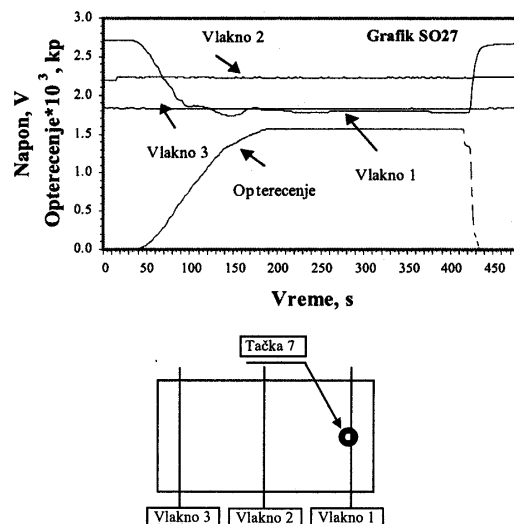 Grafik SO27
Napon, V
Opterecenje*10³, kp
3.0
2.5
2.0
1.5
1.0
0.5
0.0
Vlakno 2
Vlakno 3
Vlakno 1
Opterecenje
0 50 100 150 200 250 300 350 400 450
Vreme, s
Tačka 7
Vlakno 3 Vlakno 2 Vlakno 1